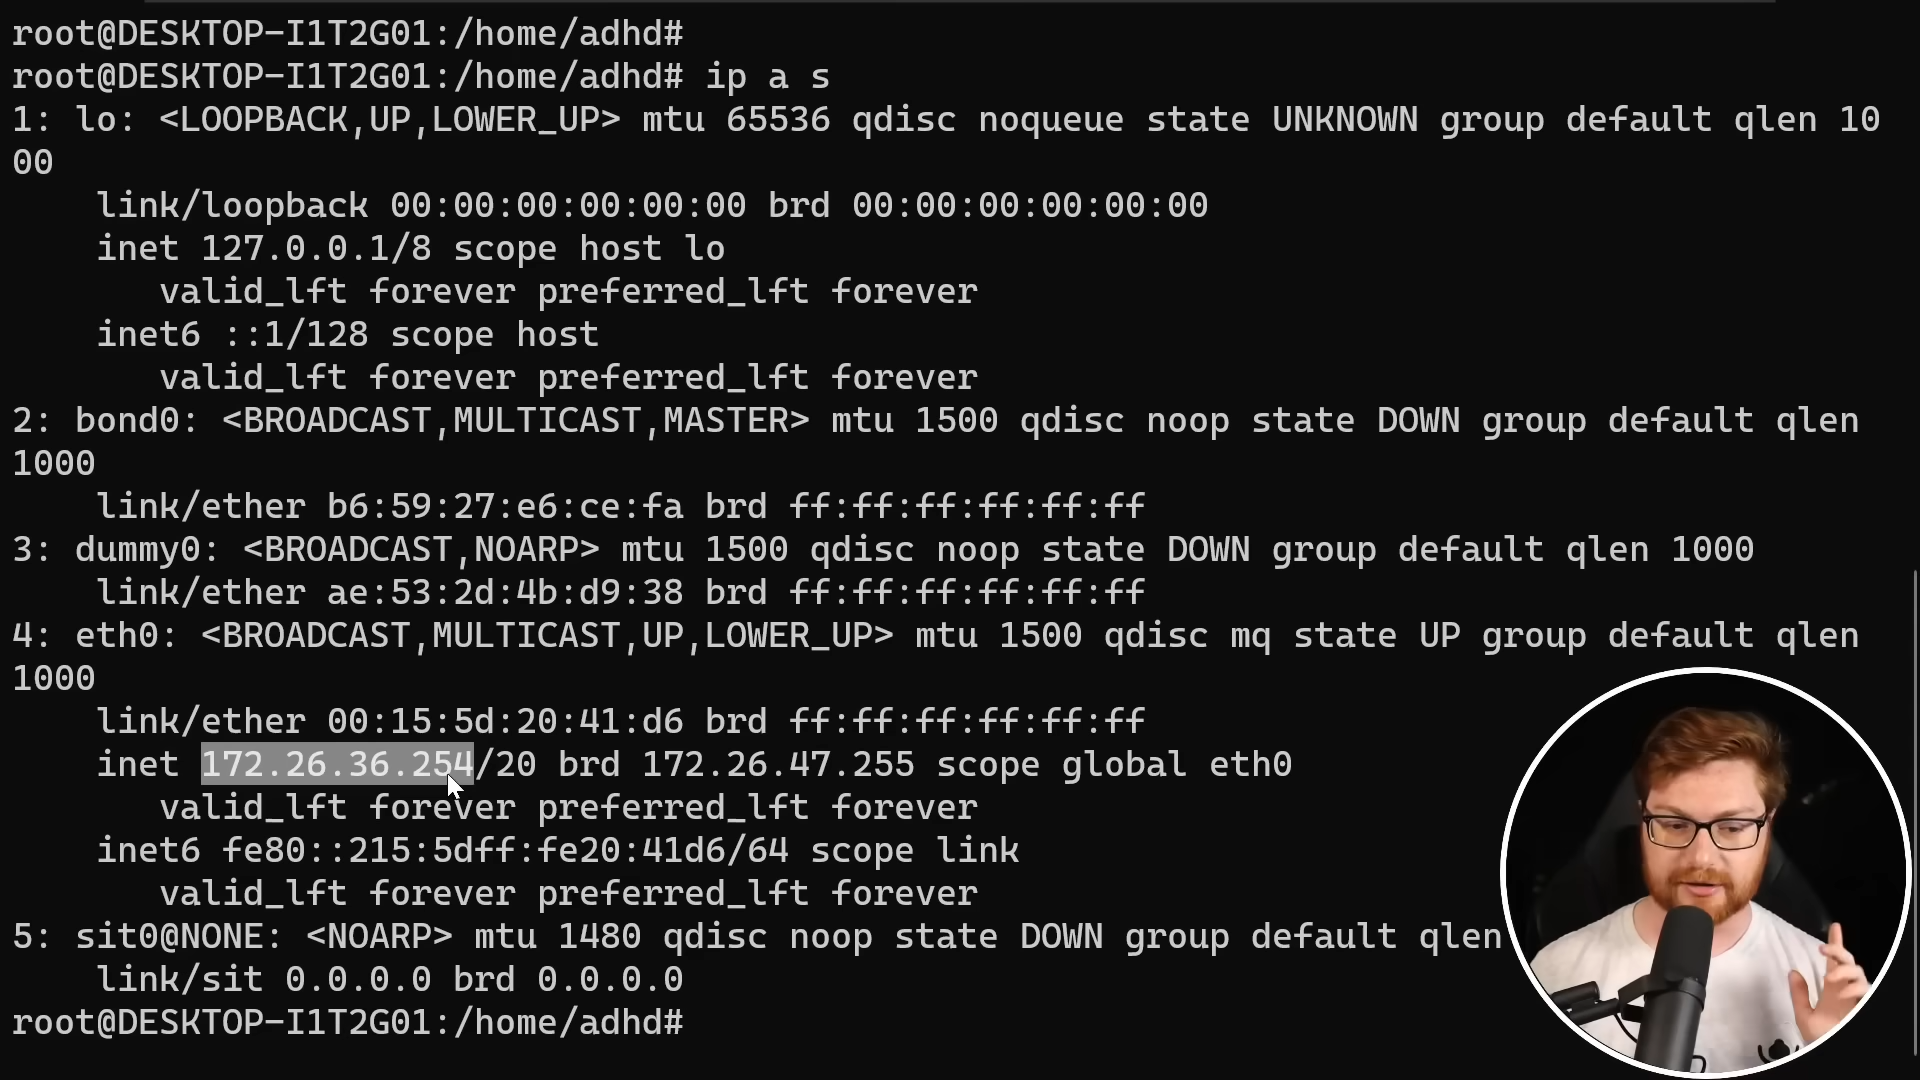 root@DESKTOP-I1T2G01:/home/adhd#
root@DESKTOP-I1T2G01:/home/adhd# ip a s
1: lo: <LOOPBACK,UP,LOWER_UP> mtu 65536 qdisc noqueue state UNKNOWN group default qlen 10
00
    link/loopback 00:00:00:00:00:00 brd 00:00:00:00:00:00
    inet 127.0.0.1/8 scope host lo
       valid_lft forever preferred_lft forever
    inet6 ::1/128 scope host
       valid_lft forever preferred_lft forever
2: bond0: <BROADCAST,MULTICAST,MASTER> mtu 1500 qdisc noop state DOWN group default qlen
1000
    link/ether b6:59:27:e6:ce:fa brd ff:ff:ff:ff:ff:ff
3: dummy0: <BROADCAST,NOARP> mtu 1500 qdisc noop state DOWN group default qlen 1000
    link/ether ae:53:2d:4b:d9:38 brd ff:ff:ff:ff:ff:ff
4: eth0: <BROADCAST,MULTICAST,UP,LOWER_UP> mtu 1500 qdisc mq state UP group default qlen
1000
    link/ether 00:15:5d:20:41:d6 brd ff:ff:ff:ff:ff:ff
    inet 172.26.36.254/20 brd 172.26.47.255 scope global eth0
       valid_lft forever preferred_lft forever
    inet6 fe80::215:5dff:fe20:41d6/64 scope link
       valid_lft forever preferred_lft forever
5: sit0@NONE: <NOARP> mtu 1480 qdisc noop state DOWN group default qlen
    link/sit 0.0.0.0 brd 0.0.0.0
root@DESKTOP-I1T2G01:/home/adhd#